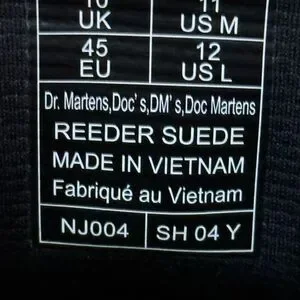 10 11
UK US M
45 12
EU US L
Dr. Martens,Doc's,DM's,Doc Martens
REEDER SUEDE
MADE IN VIETNAM
Fabriqué au Vietnam
NJ004 SH 04 Y